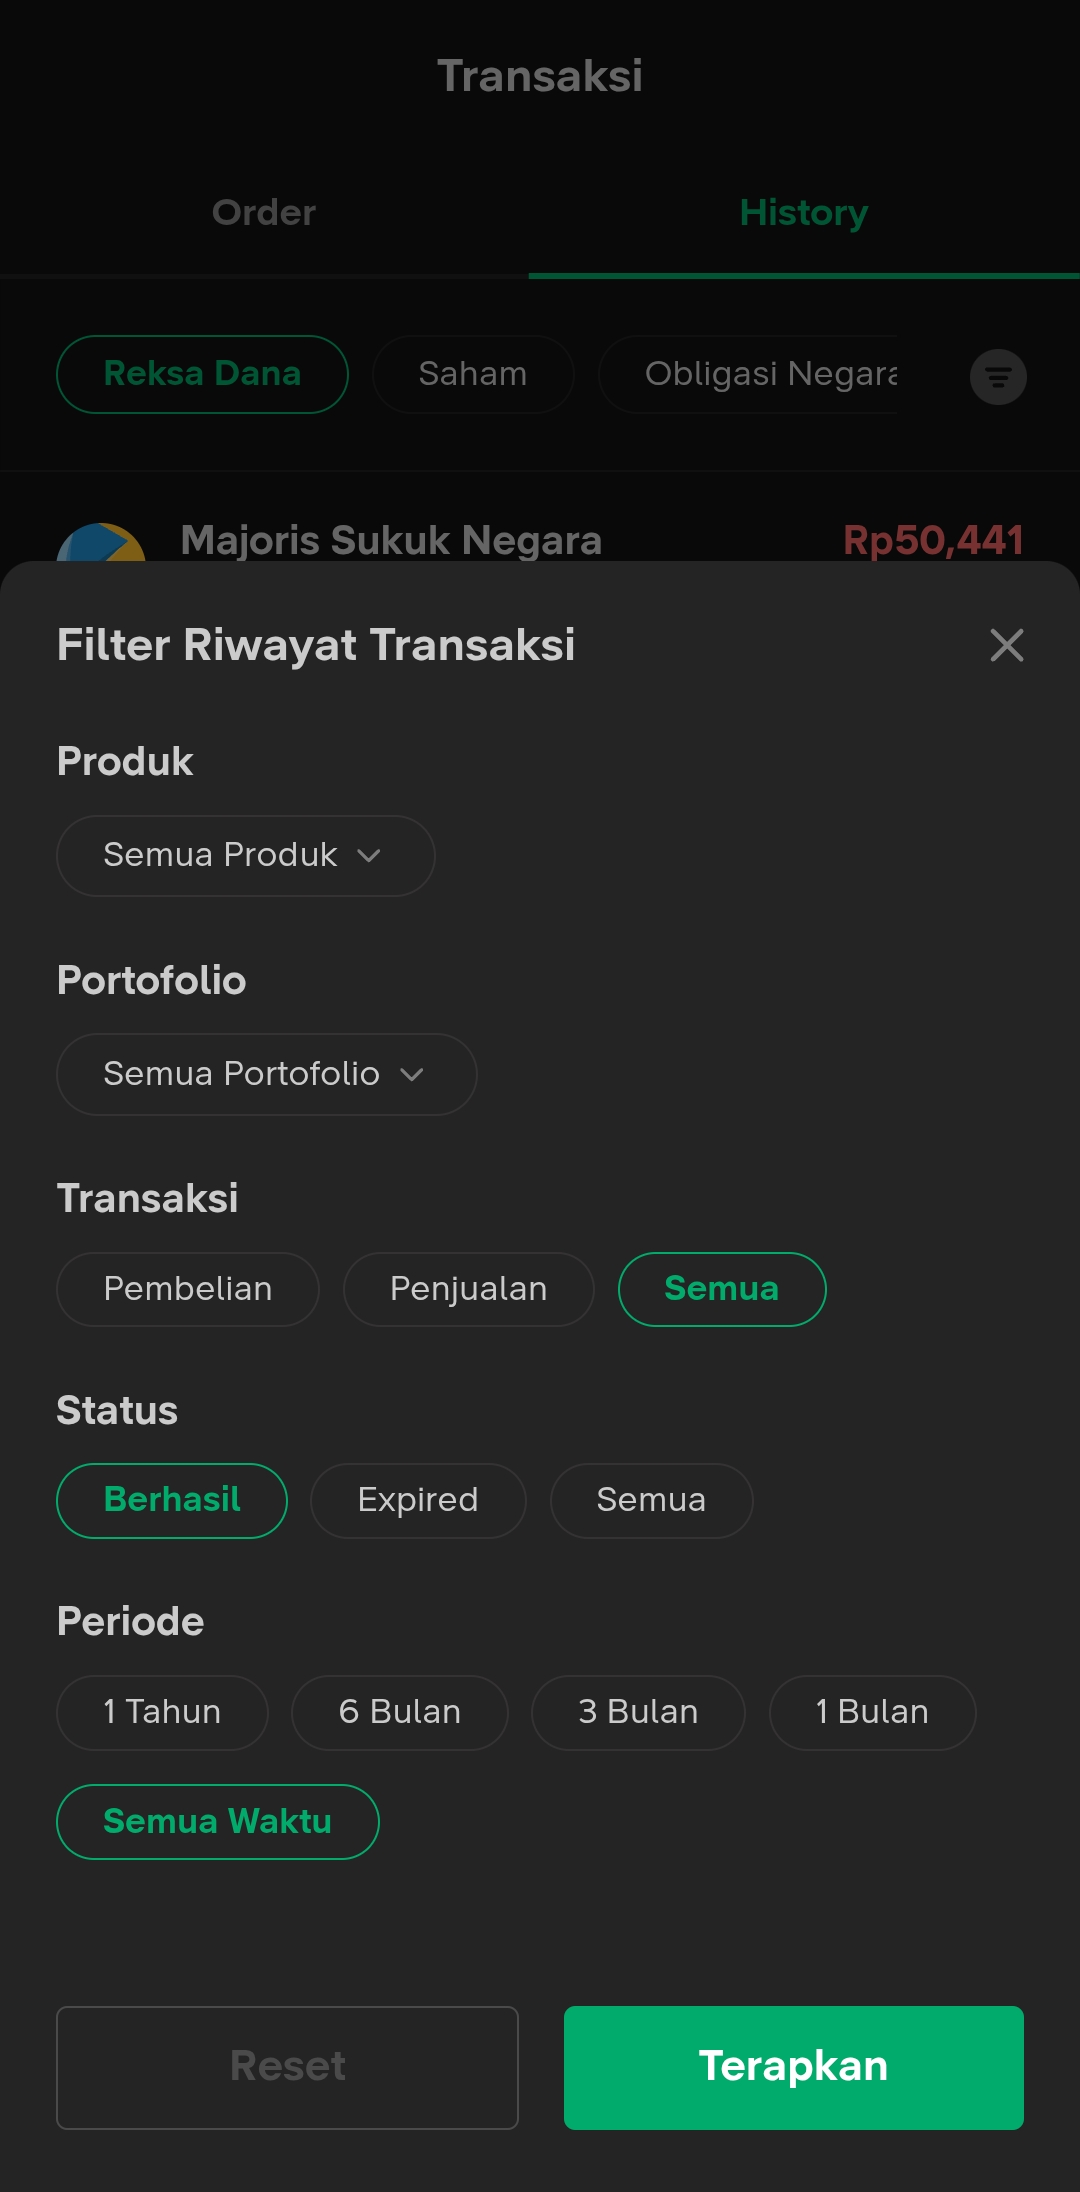 Transaksi
Order History
Reksa Dana Saham Obligasi Negara
Majoris Sukuk Negara Rp50,441
Filter Riwayat Transaksi
Produk
Semua Produk
Portofolio
Semua Portofolio
Transaksi
Pembelian Penjualan Semua
Status
Berhasil Expired Semua
Periode
1 Tahun 6 Bulan 3 Bulan 1 Bulan
Semua Waktu
Reset Terapkan